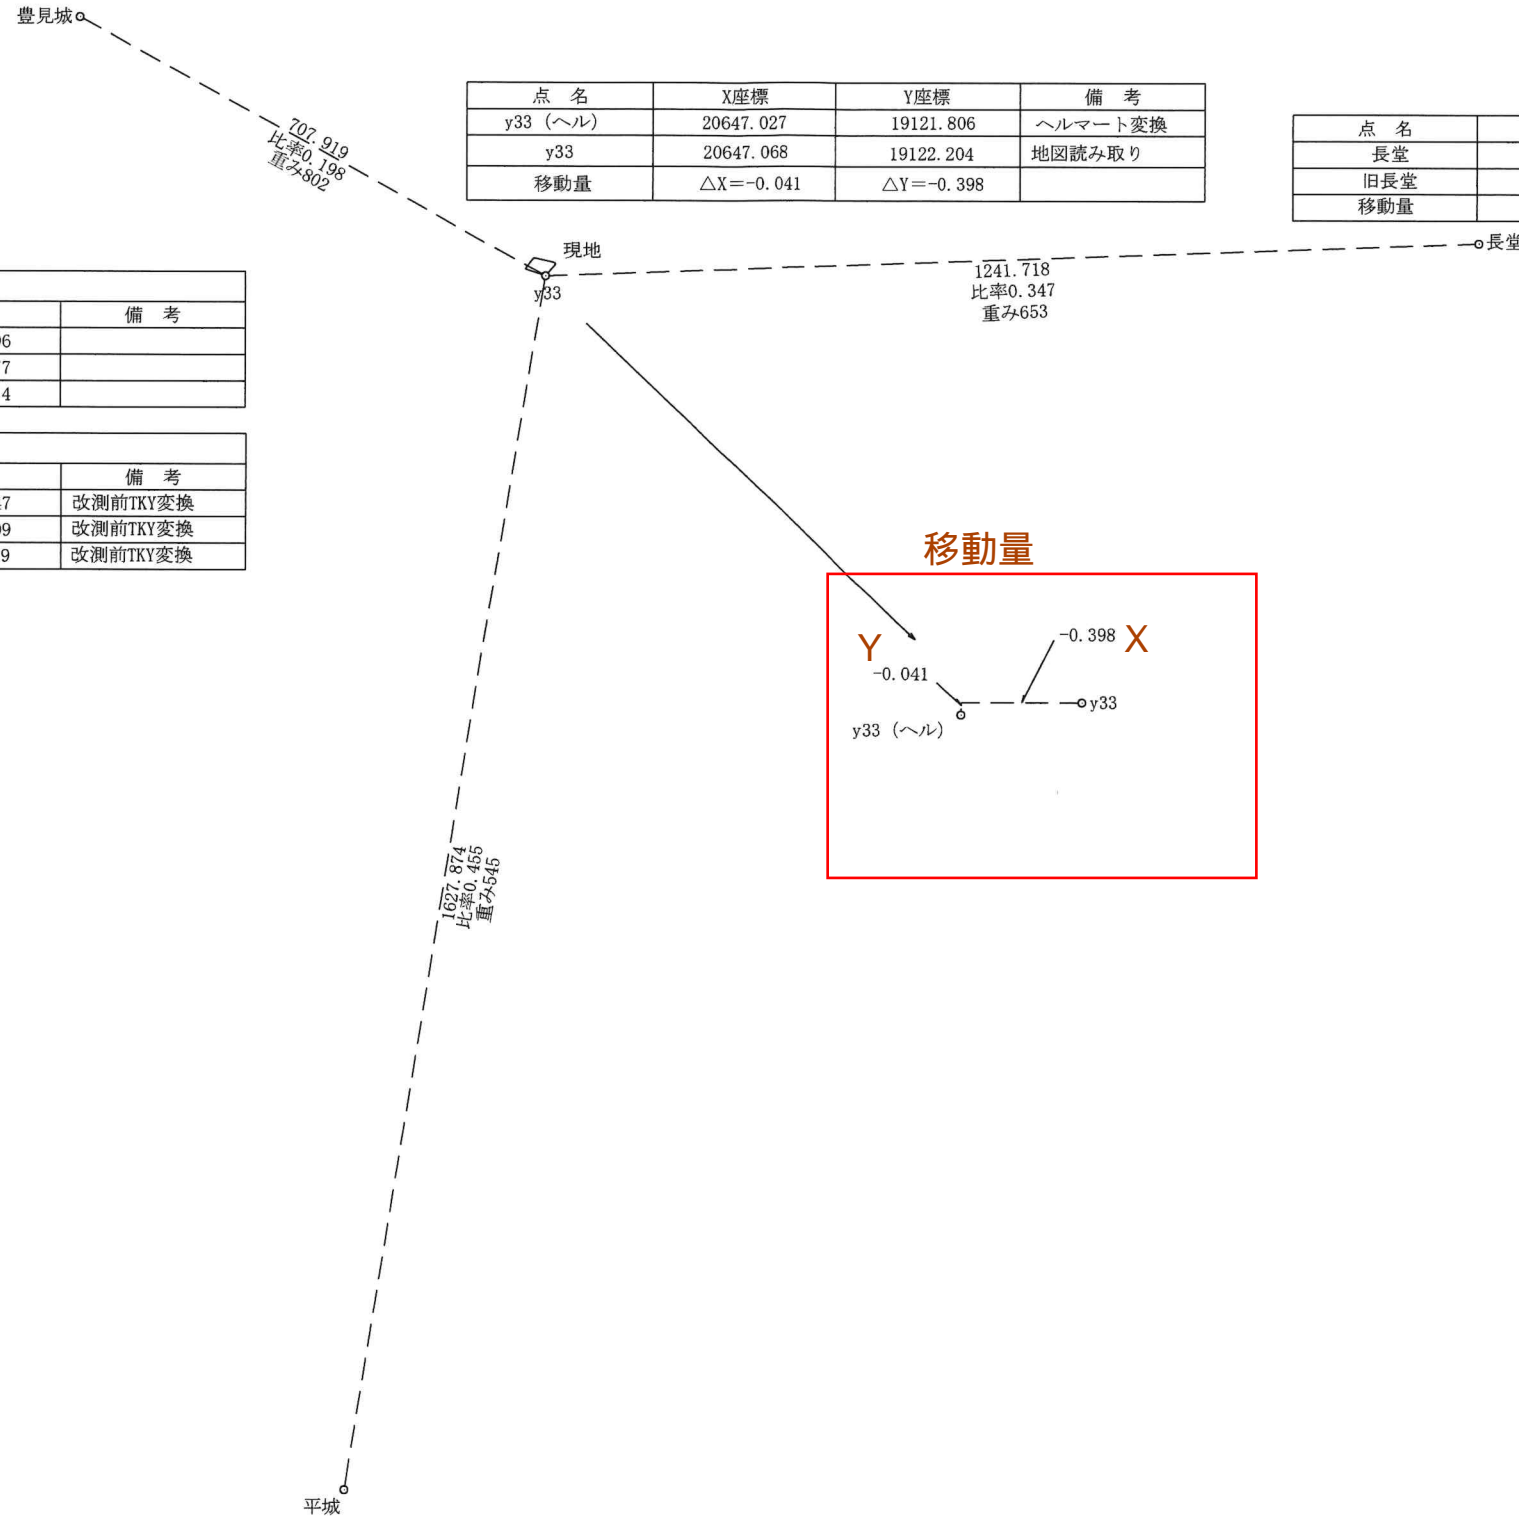 豊見城
707.919
比率0.198
重み802
点 名 X座標 Y座標 備 考
y33 (ヘル) 20647.027 19121.806 ヘルマート変換
y33 20647.068 19122.204 地図読み取り
移動量 △X=-0.041 △Y=-0.398
点 名
長堂
旧長堂
移動量
現地
y33
長堂
1241.718
比率0.347
重み653
備 考
6
7
4
備 考
7 改測前TKY変換
9 改測前TKY変換
9 改測前TKY変換
移動量
Y
-0.041
-0.398 X
y33
y33 (ヘル)
1627.874
比率0.455
重み545
平城